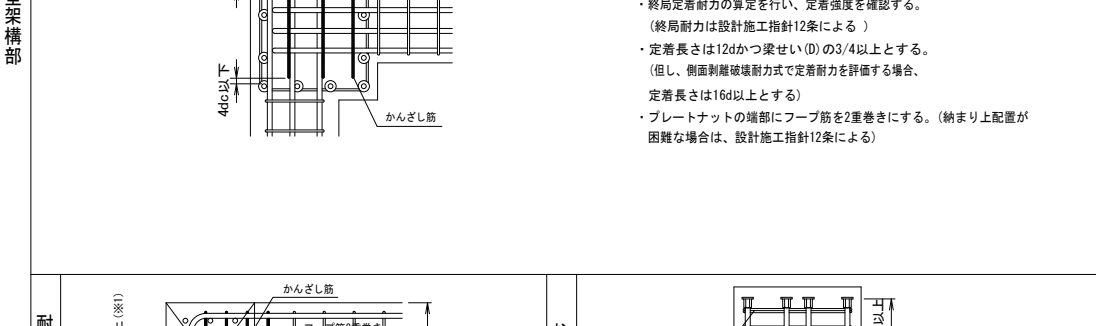 架構部
・終局定着耐力の算定を行い、定着強度を確認する。
(終局耐力は設計施工指針12条による )
・定着長さは12dかつ梁せい(D)の3/4以上とする。
(但し、側面剥離破壊耐力式で定着耐力を評価する場合、
定着長さは16d以上とする)
・プレートナットの端部にフープ筋を2重巻きにする。(納まり上配置が
困難な場合は、設計施工指針12条による)
4dc以下
かんざし筋
耐
(※1)
かんざし筋
以上